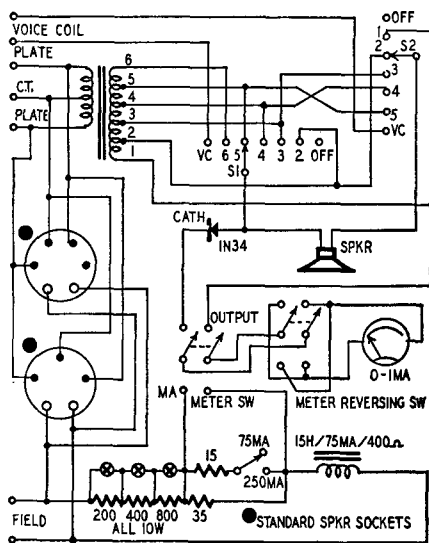 VOICE COIL
PLATE
C.T.
PLATE
6
5
4
3
2
1
OFF
1
2
S2
3
4
5
VC
VC 6 5 4 3 2 OFF
S1
CATH
IN34
SPKR
OUTPUT
0-1MA
MA
METER SW
METER REVERSING SW
15
75MA
250MA
15H/75MA/400Ω
200 400 800 35
ALL 10W
FIELD
STANDARD SPKR SOCKETS